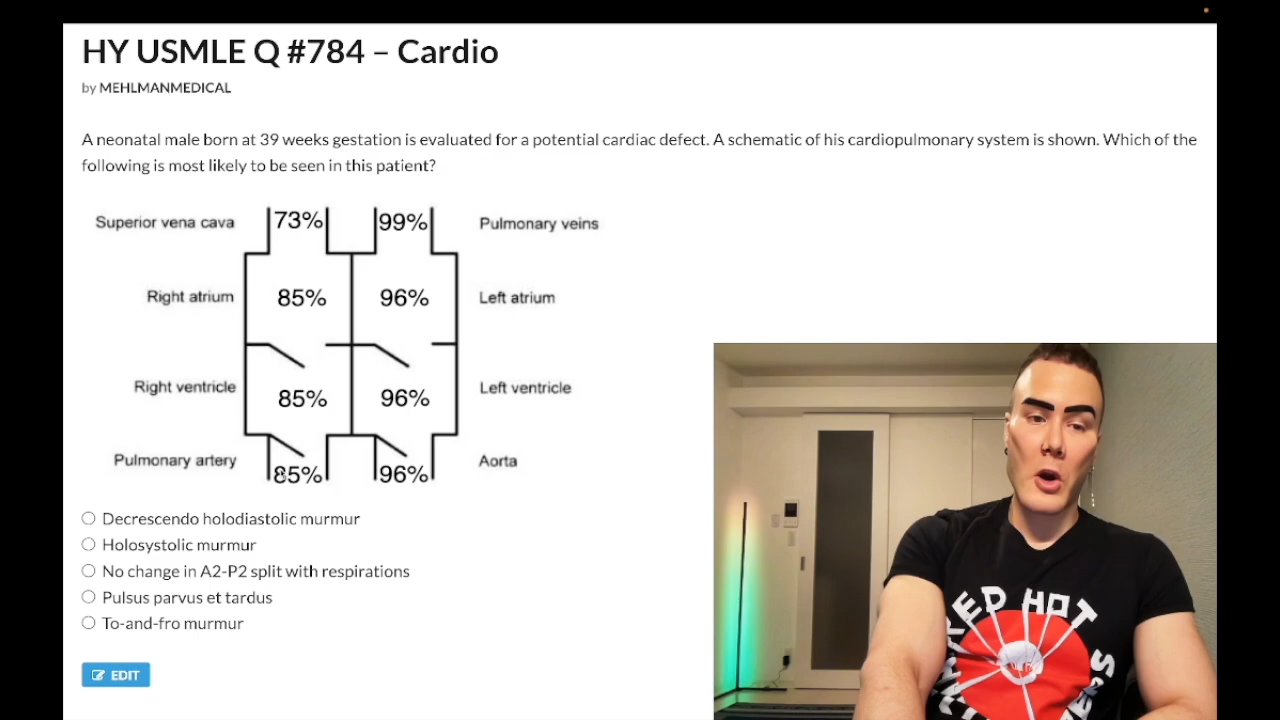 HY USMLE Q #784 – Cardio
by MEHLMANMEDICAL
A neonatal male born at 39 weeks gestation is evaluated for a potential cardiac defect. A schematic of his cardiopulmonary system is shown. Which of the
following is most likely to be seen in this patient?
Superior vena cava 73% 99% Pulmonary veins
Right atrium 85% 96% Left atrium
Right ventricle 85% 96% Left ventricle
Pulmonary artery 85% 96% Aorta
Decrescendo holodiastolic murmur
Holosystolic murmur
No change in A2-P2 split with respirations
Pulsus parvus et tardus
To-and-fro murmur
EDIT
HOT